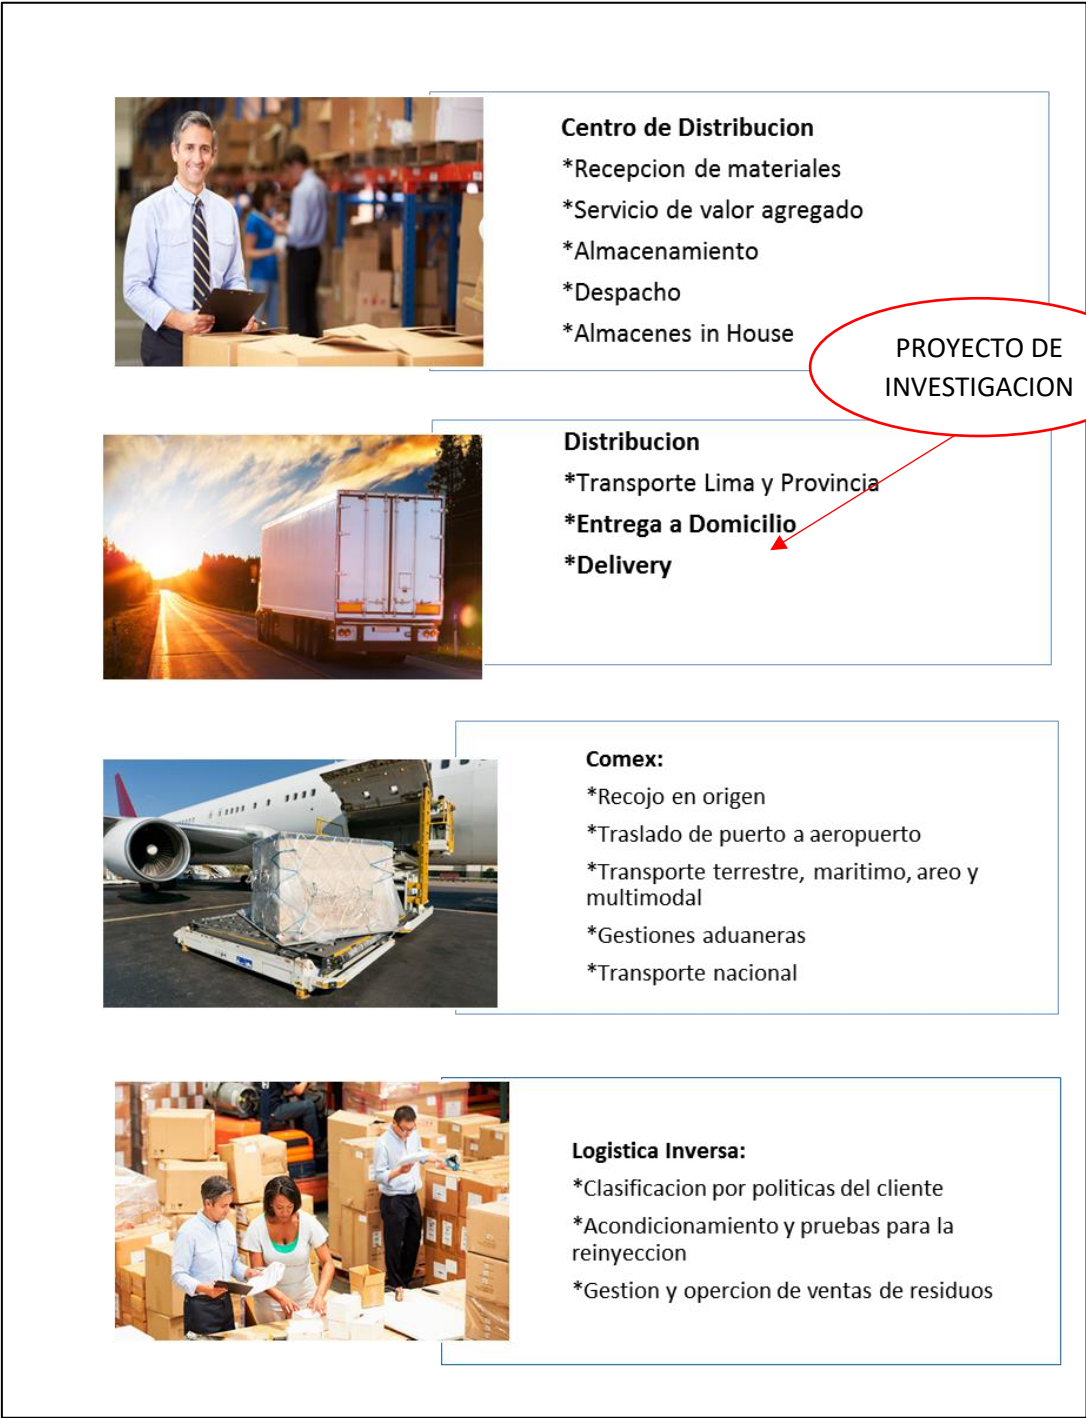 Centro de Distribucion
*Recepcion de materiales
*Servicio de valor agregado
*Almacenamiento
*Despacho
*Almacenes in House
PROYECTO DE
INVESTIGACION
Distribucion
*Transporte Lima y Provincia
*Entrega a Domicilio
*Delivery
Comex:
*Recojo en origen
*Traslado de puerto a aeropuerto
*Transporte terrestre, maritimo, areo y
multimodal
*Gestiones aduaneras
*Transporte nacional
Logistica Inversa:
*Clasificacion por politicas del cliente
*Acondicionamiento y pruebas para la
reinyeccion
*Gestion y opercion de ventas de residuos